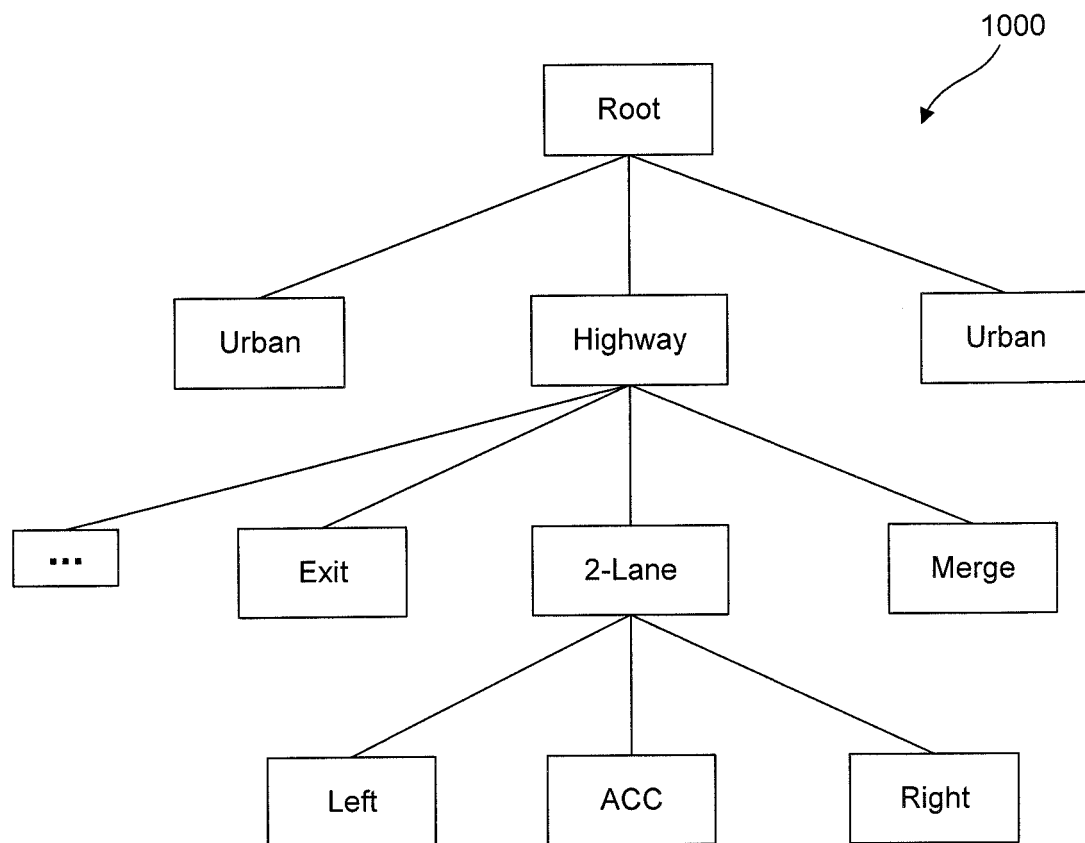 1000
Root
Urban
Highway
Urban
...
Exit
2-Lane
Merge
Left
ACC
Right